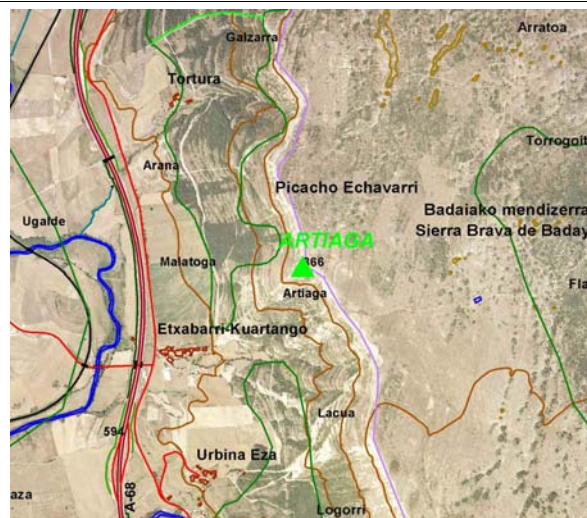 Arratoa
Galzarra
Tortura
Torrogoit
Arana
Picacho Echavarri
Badaiako mendizerra
Sierra Brava de Baday
Ugalde
ARTIAGA
866
Malatoga
Artiaga
Fla
Etxabarri-Kuartango
Lacua
594
Urbina Eza
aza
A-68
Logorri